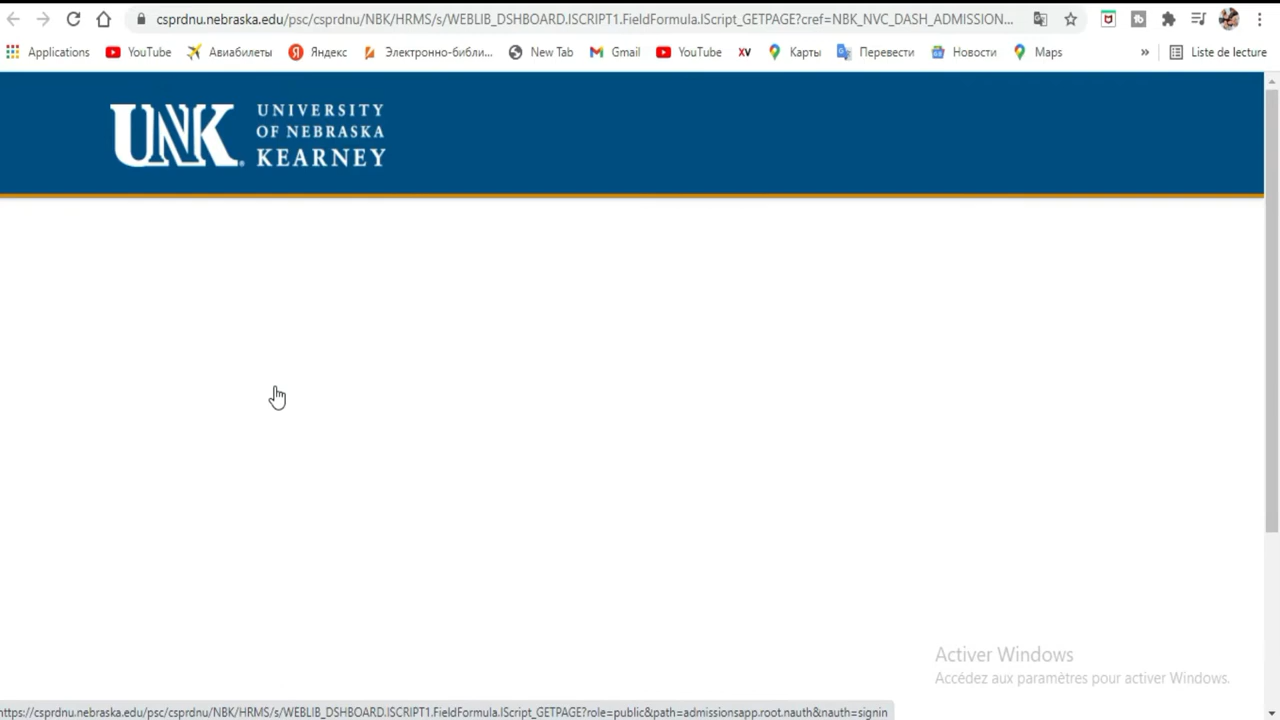 csprdnu.nebraska.edu/psc/csprdnu/NBK/HRMS/s/WEBLIB_DSHBOARD.ISCRIPT1.FieldFormula.IScript_GETPAGE?cref=NBK_NVC_DASH_ADMISSION...
Applications YouTube Авиабилеты Яндекс Электронно-библи... New Tab Gmail YouTube XV Карты Перевести Новости Maps » Liste de lecture
UNK UNIVERSITY
OF NEBRASKA
KEARNEY
Activer Windows
Accédez aux paramètres pour activer Windows.
https://csprdnu.nebraska.edu/psc/csprdnu/NBK/HRMS/s/WEBLIB_DSHBOARD.ISCRIPT1.FieldFormula.IScript_GETPAGE?role=public&path=admissionsapp.root.nauth&nauth=signin